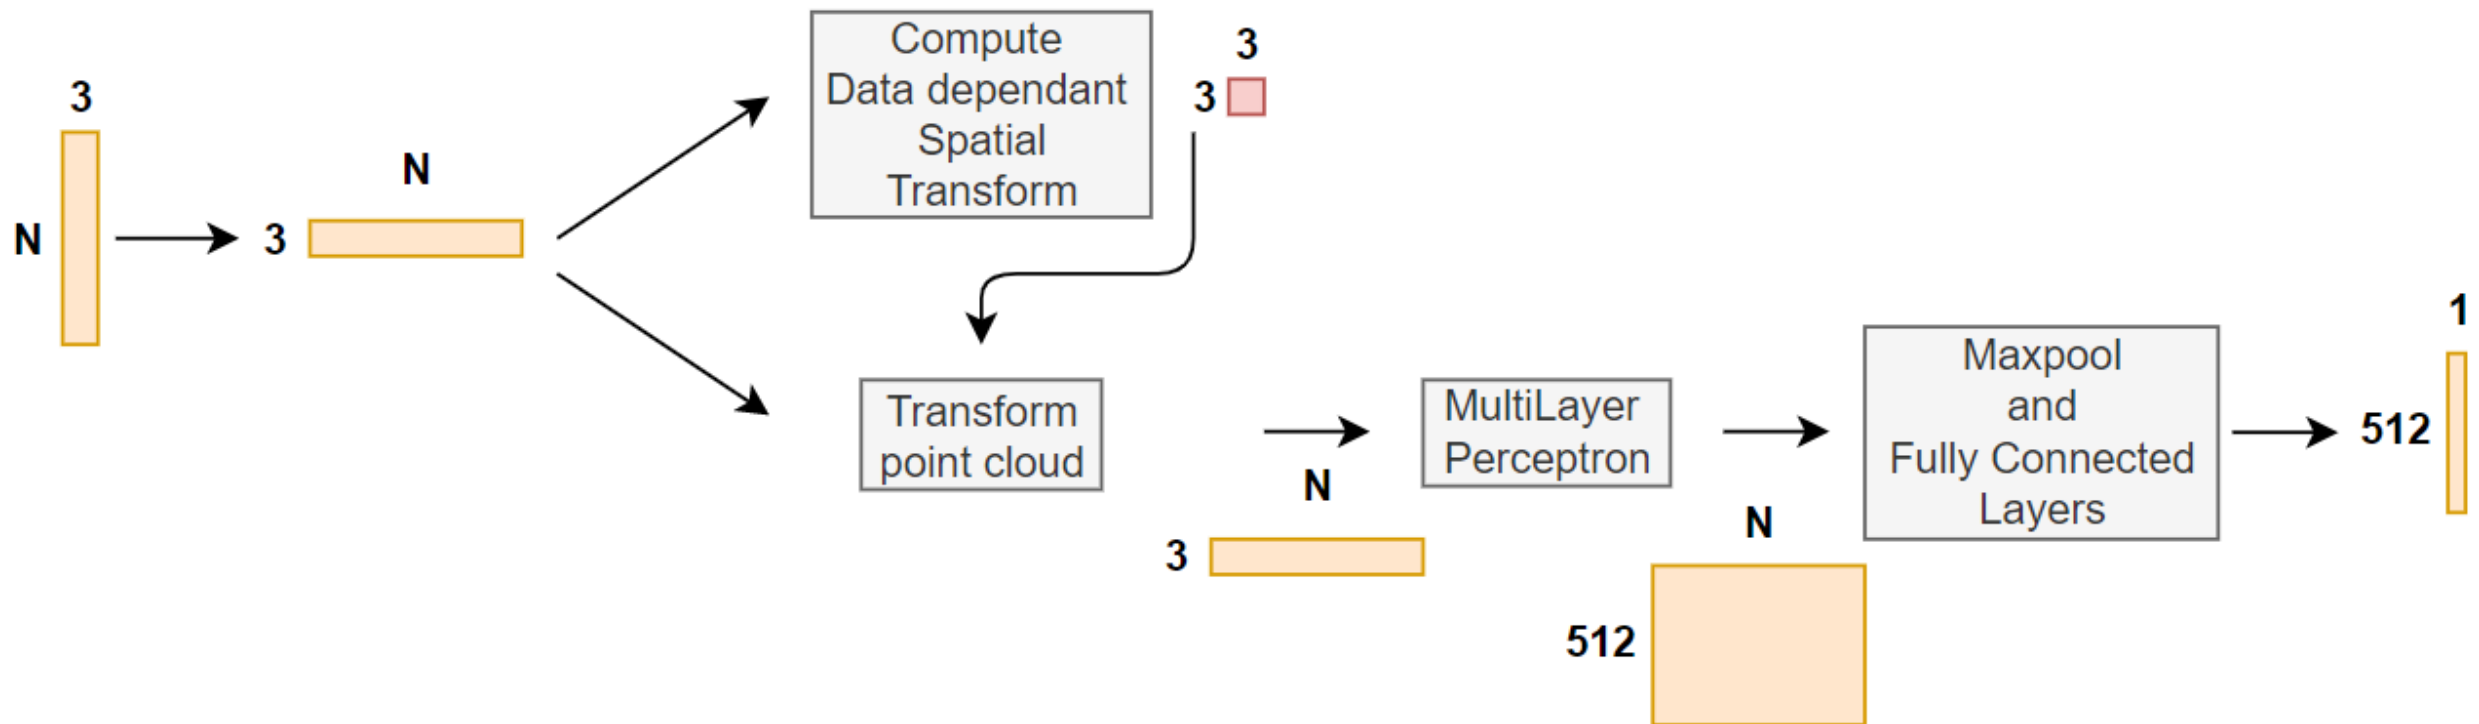 3
N
N
3
Compute
Data dependant
Spatial
Transform
3
3
Transform
point cloud
N
3
MultiLayer
Perceptron
N
512
Maxpool
and
Fully Connected
Layers
1
512